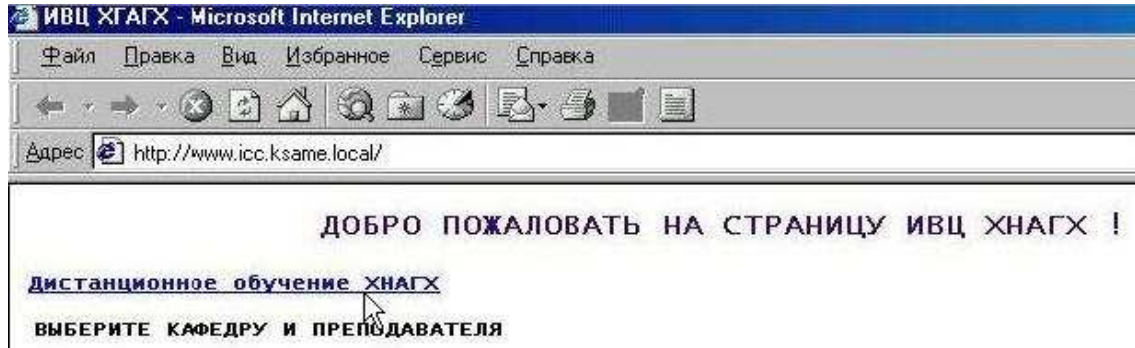 ИВЦ ХГАГХ - Microsoft Internet Explorer
Файл Правка Вид Избранное Сервис Справка
Адрес http://www.icc.ksame.local/
ДОБРО ПОЖАЛОВАТЬ НА СТРАНИЦУ ИВЦ ХНАГХ !
Дистанционное обучение ХНАГХ
ВЫБЕРИТЕ КАФЕДРУ И ПРЕПОДАВАТЕЛЯ